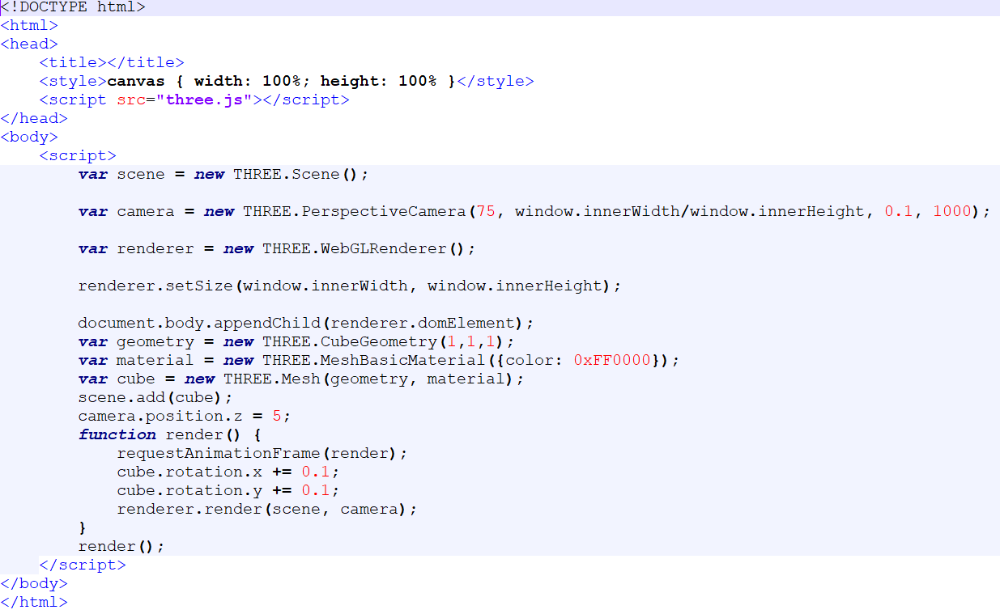 <!DOCTYPE html>
<html>
<head>
    <title></title>
    <style>canvas { width: 100%; height: 100% }</style>
    <script src="three.js"></script>
</head>
<body>
    <script>
        var scene = new THREE.Scene();

        var camera = new THREE.PerspectiveCamera(75, window.innerWidth/window.innerHeight, 0.1, 1000);

        var renderer = new THREE.WebGLRenderer();

        renderer.setSize(window.innerWidth, window.innerHeight);

        document.body.appendChild(renderer.domElement);
        var geometry = new THREE.CubeGeometry(1,1,1);
        var material = new THREE.MeshBasicMaterial({color: 0xFF0000});
        var cube = new THREE.Mesh(geometry, material);
        scene.add(cube);
        camera.position.z = 5;
        function render() {
            requestAnimationFrame(render);
            cube.rotation.x += 0.1;
            cube.rotation.y += 0.1;
            renderer.render(scene, camera);
        }
        render();
    </script>
</body>
</html>